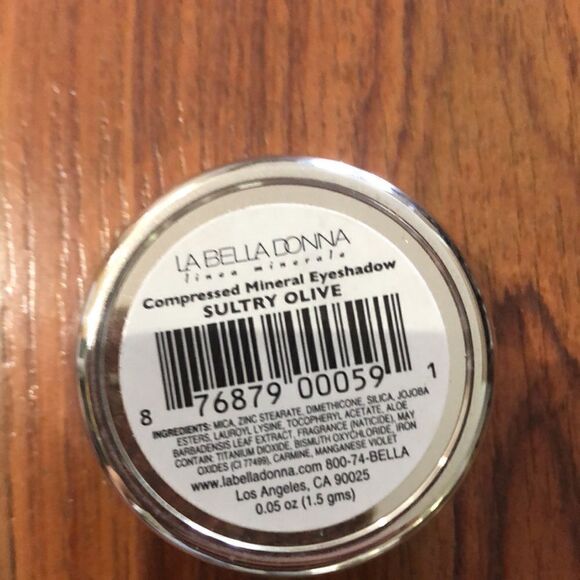 LA BELLA DONNA
linea minerale
Compressed Mineral Eyeshadow
SULTRY OLIVE
8 76879 00059 1
INGREDIENTS: MICA, ZINC STEARATE, DIMETHICONE, SILICA, JOJOBA
ESTERS, LAUROYL LYSINE, TOCOPHERYL ACETATE, ALOE
BARBADENSIS LEAF EXTRACT, FRAGRANCE (NATICIDE), MAY
CONTAIN: TITANIUM DIOXIDE, BISMUTH OXYCHLORIDE, IRON
OXIDES (CI 77499), CARMINE, MANGANESE VIOLET
www.labelladonna.com 800-74-BELLA
Los Angeles, CA 90025
0.05 oz (1.5 gms)